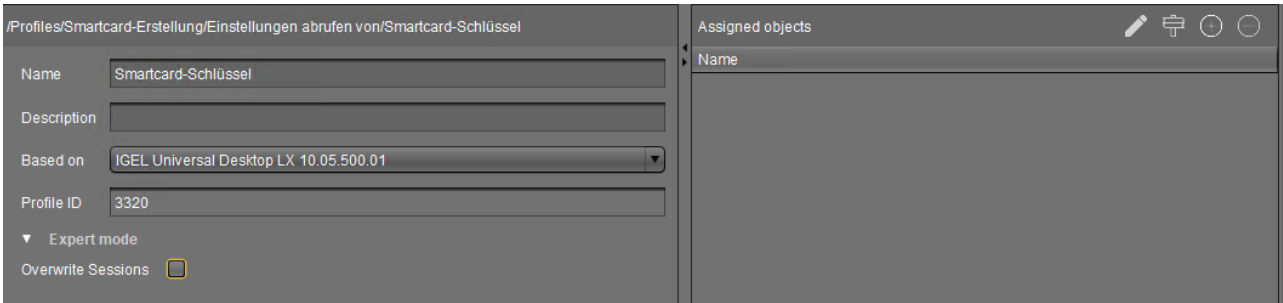 /Profiles/Smartcard-Erstellung/Einstellungen abrufen von/Smartcard-Schlüssel
Name Smartcard-Schlüssel
Description
Based on IGEL Universal Desktop LX 10.05.500.01
Profile ID 3320
Expert mode
Overwrite Sessions
Assigned objects
Name